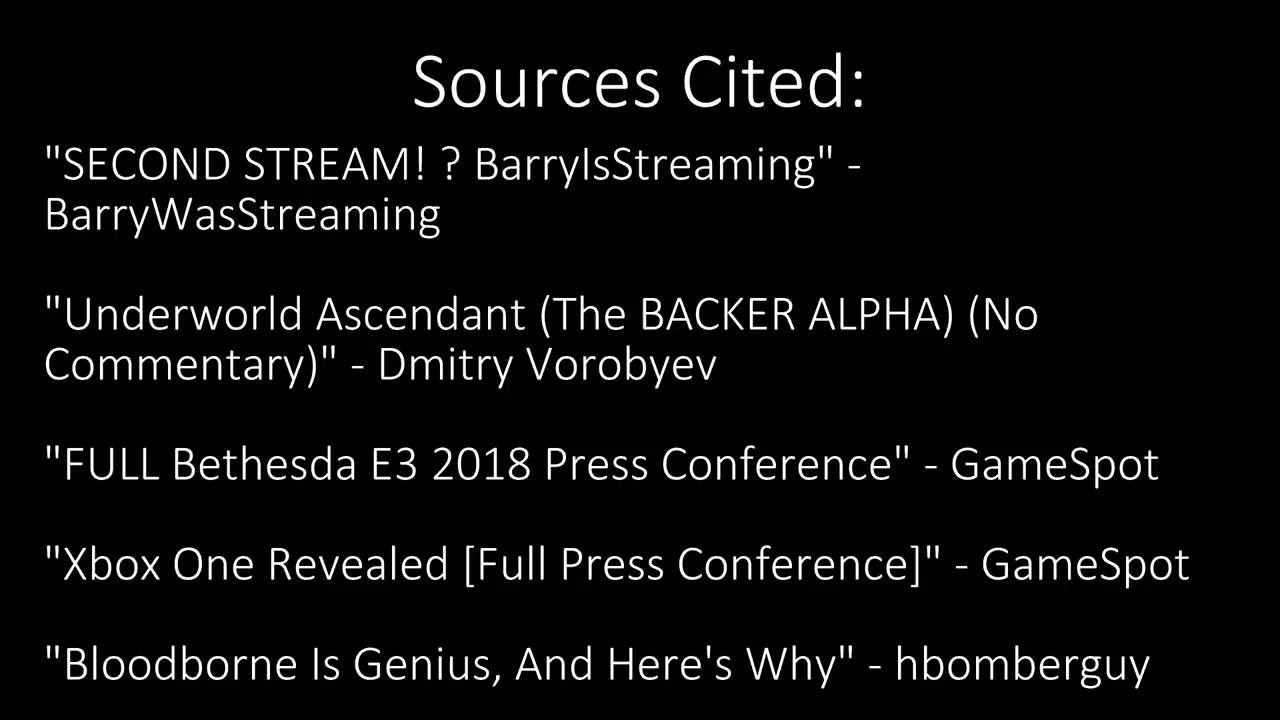 Sources Cited:
"SECOND STREAM! ? BarryIsStreaming" -
BarryWasStreaming
"Underworld Ascendant (The BACKER ALPHA) (No
Commentary)" - Dmitry Vorobyev
"FULL Bethesda E3 2018 Press Conference" - GameSpot
"Xbox One Revealed [Full Press Conference]" - GameSpot
"Bloodborne Is Genius, And Here's Why" - hbomberguy